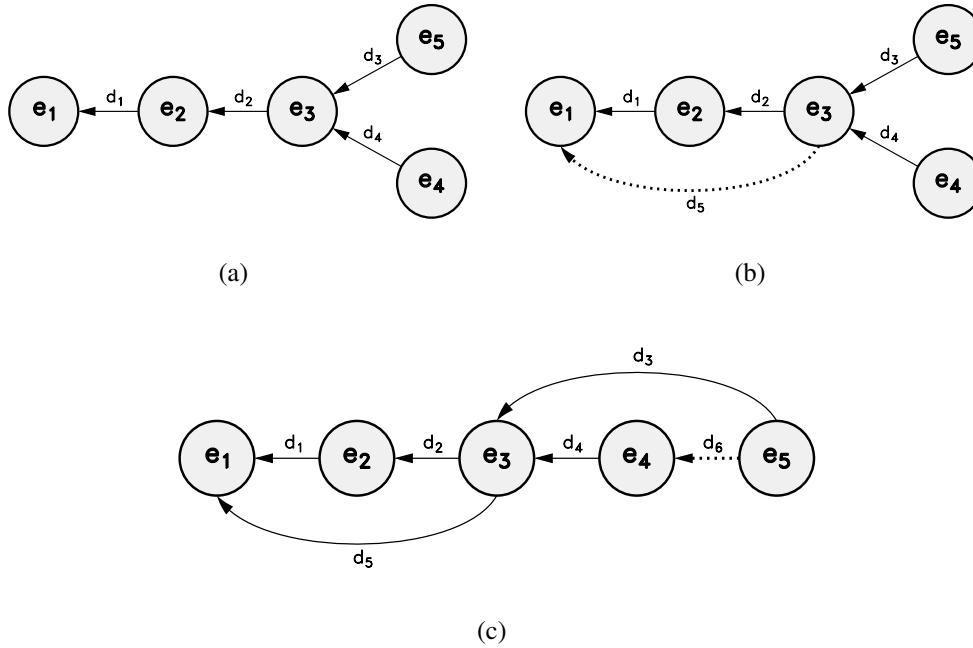 e5 e5
d3 d3
e1 d1 e2 d2 e3 e1 d1 e2 d2 e3
d4 d4
e4 d5 e4
(a) (b)
d3
e1 d1 e2 d2 e3 d4 e4 d6 e5
d5
(c)